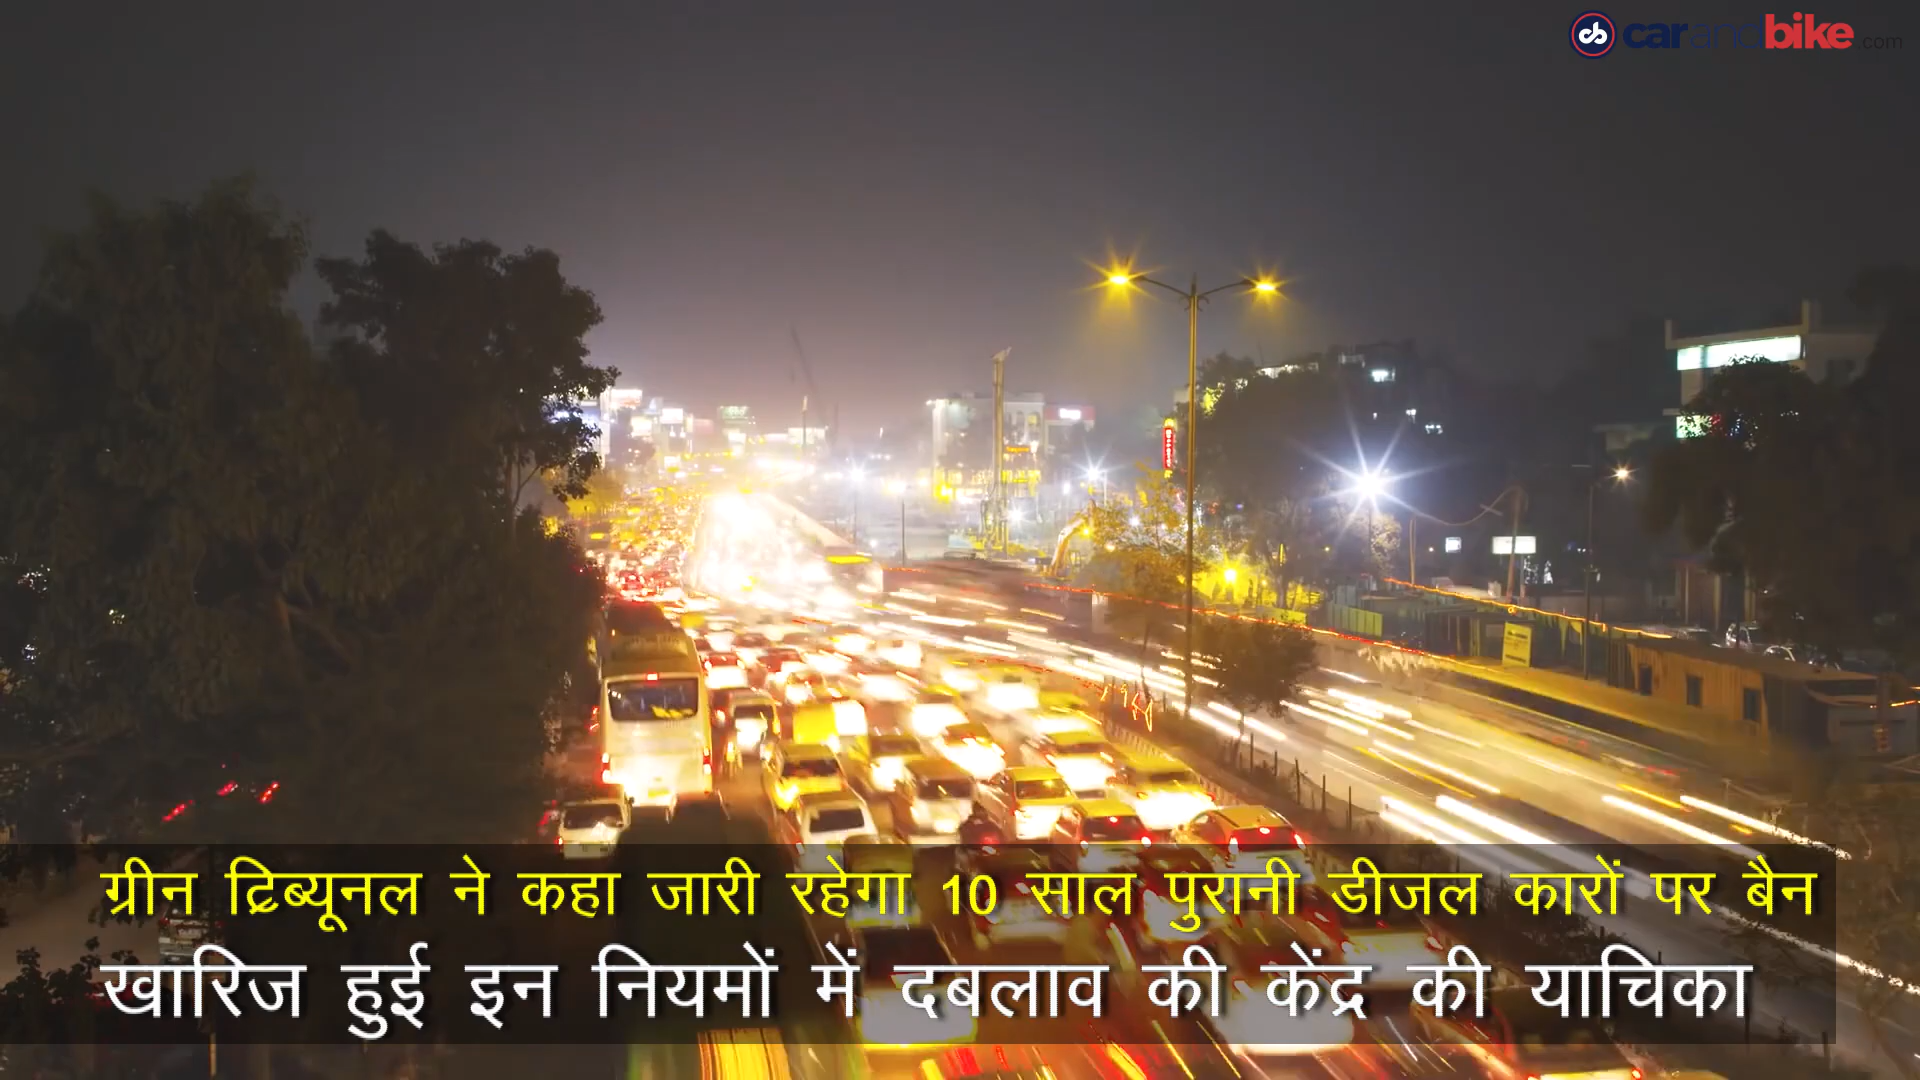 carandbike.com
ग्रीन ट्रिब्यूनल ने कहा जारी रहेगा 10 साल पुरानी डीजल कारों पर बैन
खारिज हुई इन नियमों में दबलाव की केंद्र की याचिका